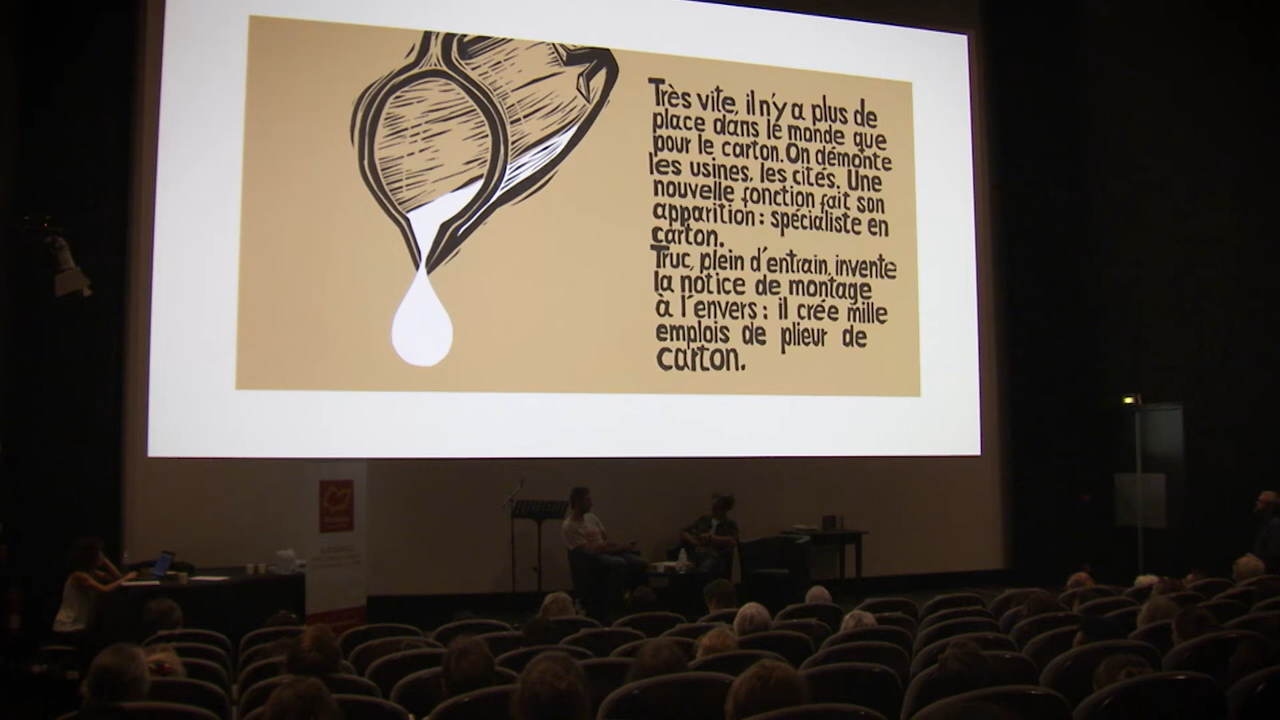 Très vite, il n'y a plus de
place dans le monde que
pour le carton. On démonte
les usines, les cités. Une
nouvelle fonction fait son
apparition : spécialiste en
carton.
Truc, plein d'entrain, invente
la notice de montage
à l'envers : il crée mille
emplois de plieur de
carton.